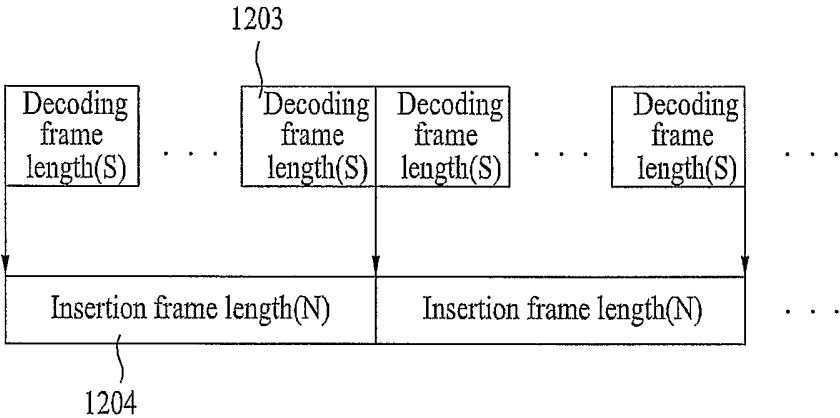 1203
Decoding
frame
length(S)
. . .
Decoding
frame
length(S)
Decoding
frame
length(S)
. . .
Decoding
frame
length(S)
. . .
Insertion frame length(N)
Insertion frame length(N)
. . .
1204